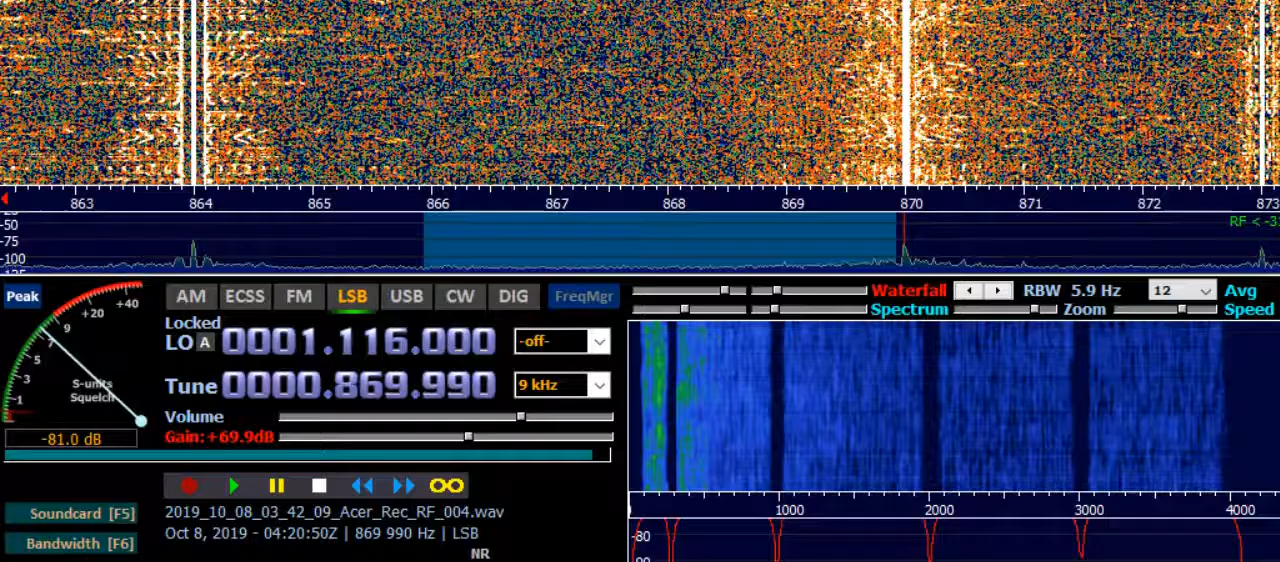 863 864 865 866 867 868 869 870 871 872 873
-25
-50
-75
-100
-125
RF < -3
Peak
1 3 5 7 9 +20 +40
S-units
Squelch
-81.0 dB
AM ECSS FM LSB USB CW DIG FreqMgr
Locked
LO A 0001.116.000 -off-
Tune 0000.869.990 9 kHz
Volume
Gain:+69.9dB
Waterfall RBW 5.9 Hz 12 Avg
Spectrum Zoom Speed
Soundcard [F5]
Bandwidth [F6]
2019_10_08_03_42_09_Acer_Rec_RF_004.wav
Oct 8, 2019 - 04:20:50Z | 869 990 Hz | LSB
NR
0 1000 2000 3000 4000
-80